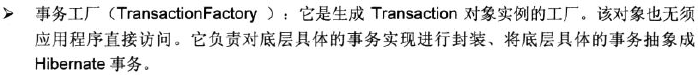 ➤ 事务工厂（TransactionFactory ）：它是生成 Transaction 对象实例的工厂。该对象也无须
应用程序直接访问。它负责对底层具体的事务实现进行封装、将底层具体的事务抽象成
Hibernate 事务。